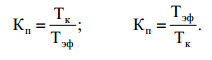 Кп = Тк / Тэф; Кп = Тэф / Тк.